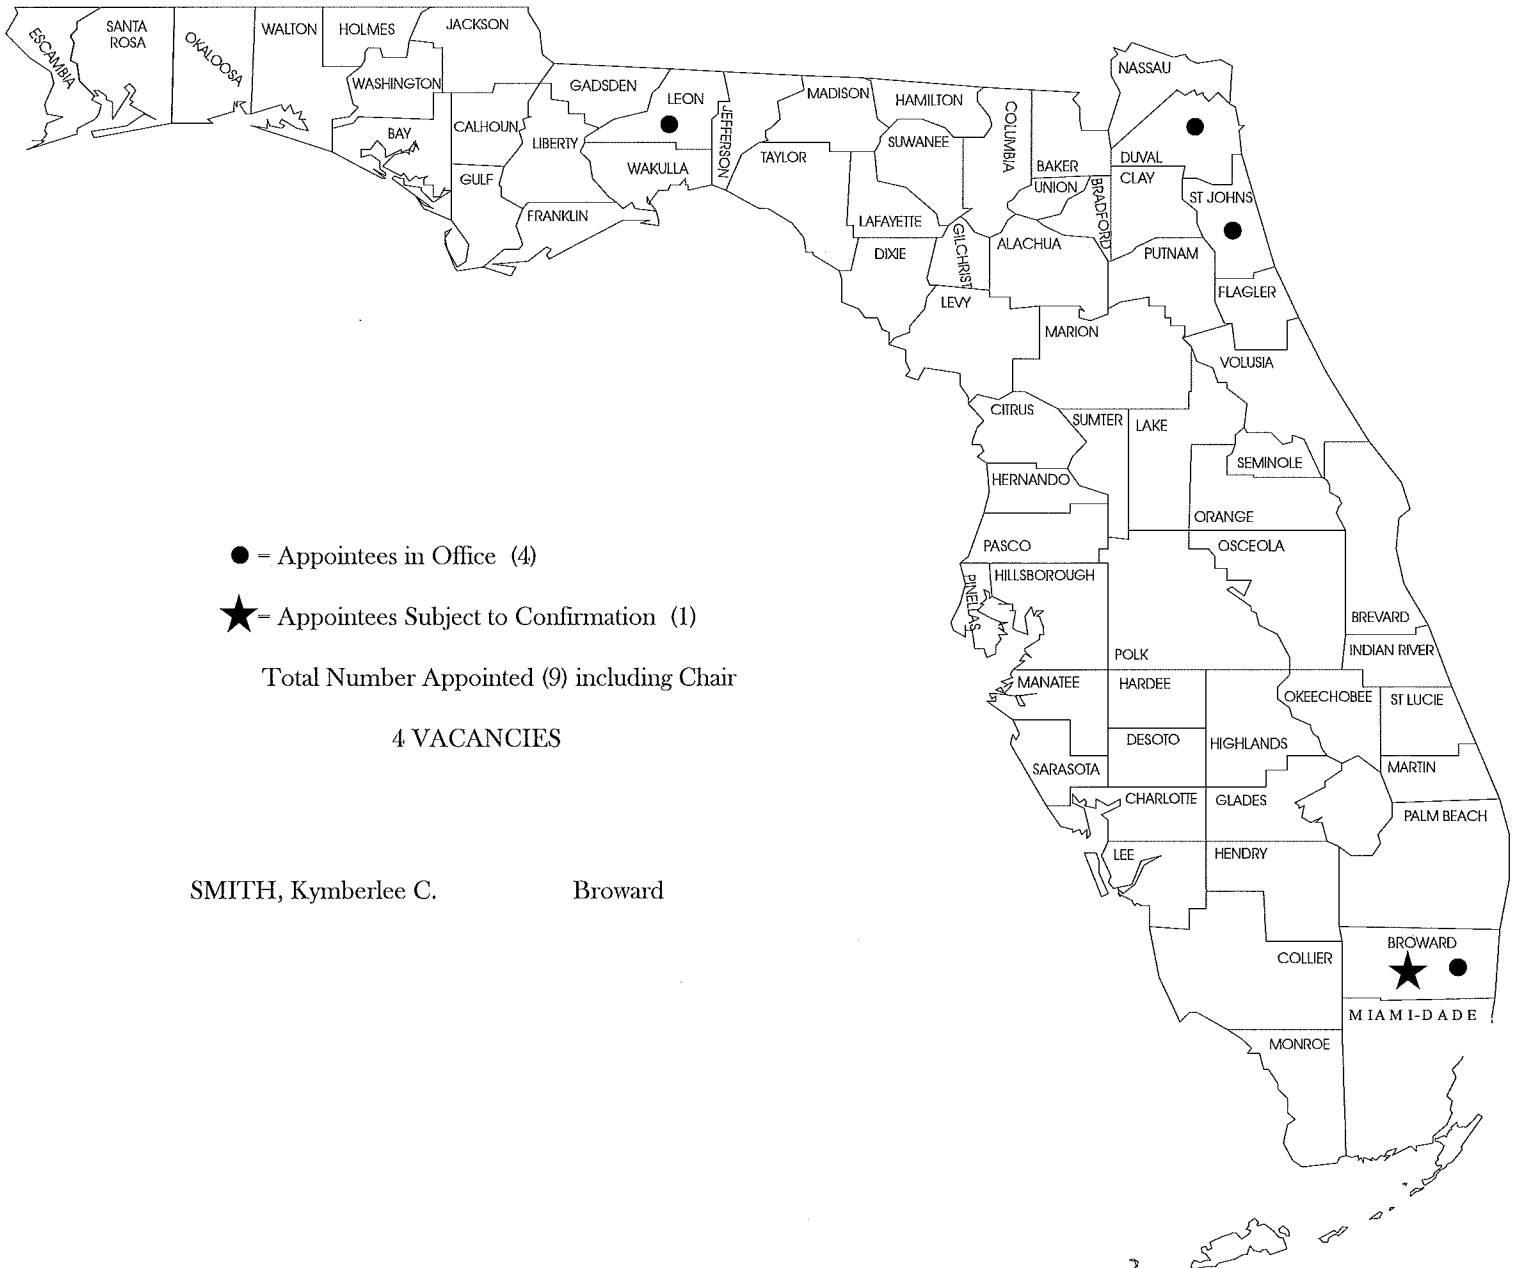 ESCAMBIA
SANTA
ROSA
OKALOOSA
WALTON
HOLMES
JACKSON
WASHINGTON
BAY
CALHOUN
GULF
GADSDEN
LIBERTY
FRANKLIN
LEON
WAKULLA
JEFFERSON
MADISON
TAYLOR
HAMILTON
SUWANEE
LAFAYETTE
DIXIE
COLUMBIA
GILCHRIST
BAKER
UNION
BRADFORD
ALACHUA
LEVY
NASSAU
DUVAL
CLAY
ST JOHNS
PUTNAM
FLAGLER
MARION
VOLUSIA
CITRUS
SUMTER
LAKE
SEMINOLE
HERNANDO
ORANGE
PASCO
OSCEOLA
HILLSBOROUGH
PINELLAS
BREVARD
INDIAN RIVER
POLK
MANATEE
HARDEE
OKEECHOBEE
ST LUCIE
DESOTO
HIGHLANDS
SARASOTA
MARTIN
CHARLOTTE
GLADES
PALM BEACH
LEE
HENDRY
BROWARD
COLLIER
MIAMI-DADE
MONROE
= Appointees in Office (4)
= Appointees Subject to Confirmation (1)
Total Number Appointed (9) including Chair
4 VACANCIES
SMITH, Kymberlee C. Broward